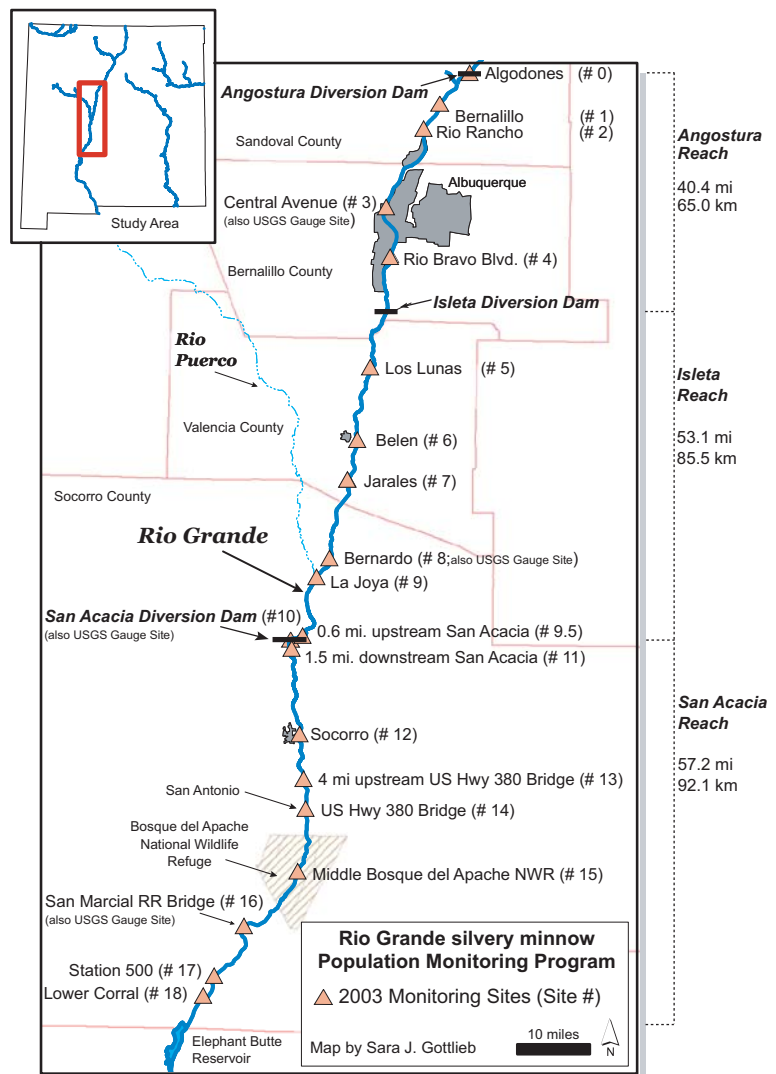 Study Area
Algodones (# 0)
Angostura Diversion Dam
Bernalillo (# 1)
Rio Rancho (# 2)
Sandoval County
Angostura
Reach
40.4 mi
65.0 km
Albuquerque
Central Avenue (# 3)
(also USGS Gauge Site)
Rio Bravo Blvd. (# 4)
Bernalillo County
Isleta Diversion Dam
Rio
Puerco
Los Lunas (# 5)
Isleta
Reach
53.1 mi
85.5 km
Valencia County
Belen (# 6)
Jarales (# 7)
Socorro County
Rio Grande
Bernardo (# 8;also USGS Gauge Site)
La Joya (# 9)
San Acacia Diversion Dam (#10)
(also USGS Gauge Site)
0.6 mi. upstream San Acacia (# 9.5)
1.5 mi. downstream San Acacia (# 11)
San Acacia
Reach
57.2 mi
92.1 km
Socorro (# 12)
4 mi upstream US Hwy 380 Bridge (# 13)
San Antonio
US Hwy 380 Bridge (# 14)
Bosque del Apache
National Wildlife
Refuge
Middle Bosque del Apache NWR (# 15)
San Marcial RR Bridge (# 16)
(also USGS Gauge Site)
Station 500 (# 17)
Lower Corral (# 18)
Elephant Butte
Reservoir
Rio Grande silvery minnow
Population Monitoring Program
2003 Monitoring Sites (Site #)
10 miles
Map by Sara J. Gottlieb
N